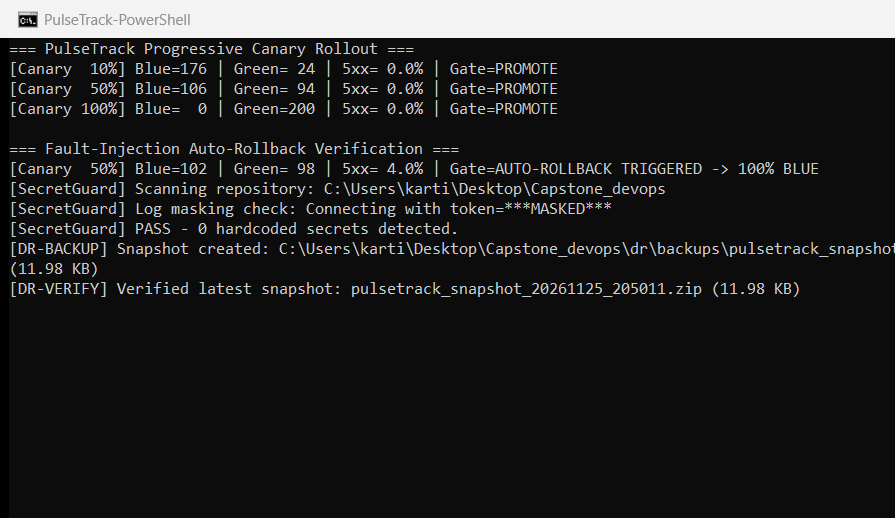 PulseTrack-PowerShell
=== PulseTrack Progressive Canary Rollout ===
[Canary  10%] Blue=176 | Green= 24 | 5xx= 0.0% | Gate=PROMOTE
[Canary  50%] Blue=106 | Green= 94 | 5xx= 0.0% | Gate=PROMOTE
[Canary 100%] Blue=  0 | Green=200 | 5xx= 0.0% | Gate=PROMOTE
=== Fault-Injection Auto-Rollback Verification ===
[Canary  50%] Blue=102 | Green= 98 | 5xx= 4.0% | Gate=AUTO-ROLLBACK TRIGGERED -> 100% BLUE
[SecretGuard] Scanning repository: C:\Users\karti\Desktop\Capstone_devops
[SecretGuard] Log masking check: Connecting with token=***MASKED***
[SecretGuard] PASS - 0 hardcoded secrets detected.
[DR-BACKUP] Snapshot created: C:\Users\karti\Desktop\Capstone_devops\dr\backups\pulsetrack_snapshot
(11.98 KB)
[DR-VERIFY] Verified latest snapshot: pulsetrack_snapshot_20261125_205011.zip (11.98 KB)